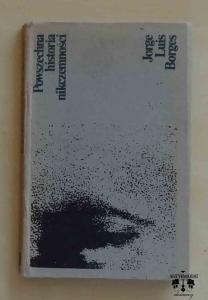 Powszechna
historia
nikczemności
Jorge
Luis
Borges